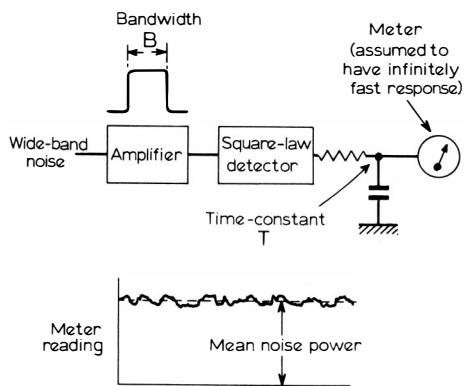 Bandwidth
B
Meter
(assumed to
have infinitely
fast response)
Wide-band
noise
Amplifier
Square-law
detector
Time-constant
T
Meter
reading
Mean noise power